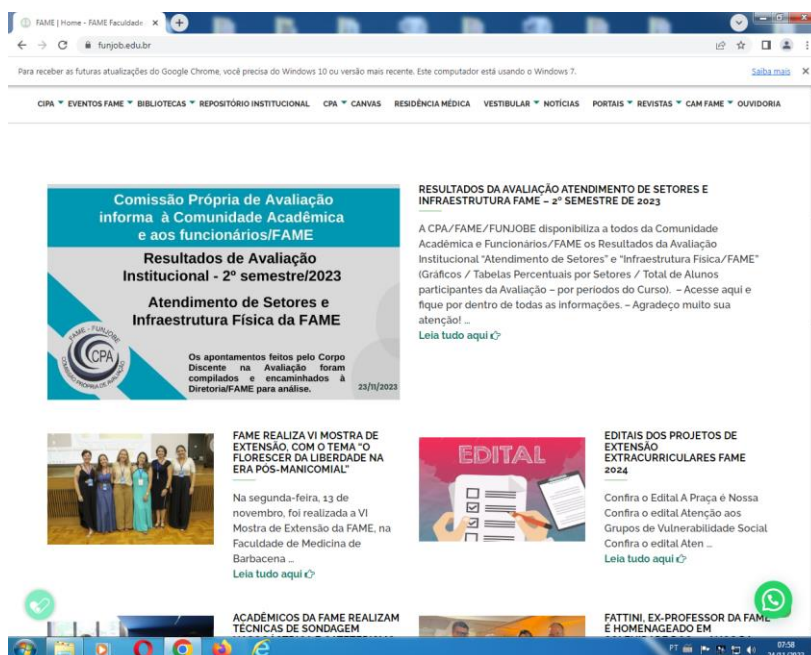 FAME | Home - FAME Faculdade
funjob.edu.br
Para receber as futuras atualizações do Google Chrome, você precisa do Windows 10 ou versão mais recente. Este computador está usando o Windows 7.
Saiba mais
CIPA EVENTOS FAME BIBLIOTECAS REPOSITÓRIO INSTITUCIONAL CPA CANVAS RESIDÊNCIA MÉDICA VESTIBULAR NOTÍCIAS PORTAIS REVISTAS CAM FAME OUVIDORIA
Comissão Própria de Avaliação
informa à Comunidade Acadêmica
e aos funcionários/FAME
Resultados de Avaliação
Institucional - 2º semestre/2023
Atendimento de Setores e
Infraestrutura Física da FAME
FAME - FUNJOBE
CPA
COMISSÃO PRÓPRIA DE AVALIAÇÃO
Os apontamentos feitos pelo Corpo
Discente na Avaliação foram
compilados e encaminhados à
Diretoria/FAME para análise.
23/11/2023
RESULTADOS DA AVALIAÇÃO ATENDIMENTO DE SETORES E
INFRAESTRUTURA FAME – 2º SEMESTRE DE 2023
A CPA/FAME/FUNJOBE disponibiliza a todos da Comunidade
Acadêmica e Funcionários/FAME os Resultados da Avaliação
Institucional “Atendimento de Setores” e “Infraestrutura Física/FAME”
(Gráficos / Tabelas Percentuais por Setores / Total de Alunos
participantes da Avaliação – por períodos do Curso). – Acesse aqui e
fique por dentro de todas as informações. – Agradeço muito sua
atenção! ...
Leia tudo aqui
FAME REALIZA VI MOSTRA DE
EXTENSÃO, COM O TEMA “O
FLORESCER DA LIBERDADE NA
ERA PÓS-MANICOMIAL”
Na segunda-feira, 13 de
novembro, foi realizada a VI
Mostra de Extensão da FAME, na
Faculdade de Medicina de
Barbacena ...
Leia tudo aqui
EDITAL
EDITAIS DOS PROJETOS DE
EXTENSÃO
EXTRACURRICULARES FAME
2024
Confira o Edital A Praça é Nossa
Confira o edital Atenção aos
Grupos de Vulnerabilidade Social
Confira o edital Aten ...
Leia tudo aqui
ACADÊMICOS DA FAME REALIZAM
TÉCNICAS DE SONDAGEM
FATTINI, EX-PROFESSOR DA FAME
É HOMENAGEADO EM
PT
07:58